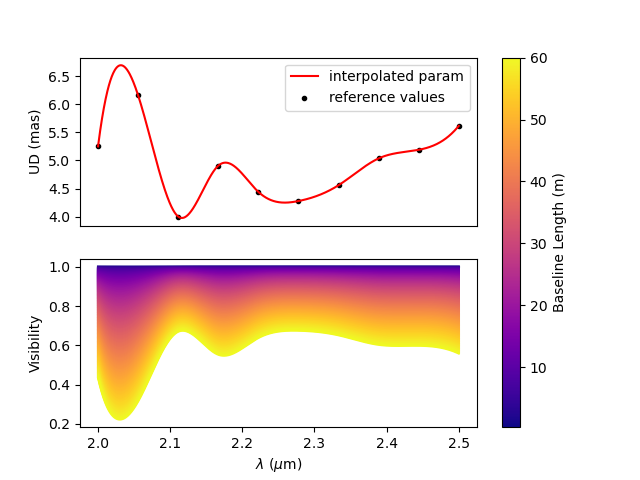 6.5
6.0
5.5
5.0
4.5
4.0
UD (mas)
interpolated param
reference values
1.0
0.8
0.6
0.4
0.2
Visibility
2.0 2.1 2.2 2.3 2.4 2.5
λ (μm)
60
50
40
30
20
10
Baseline Length (m)